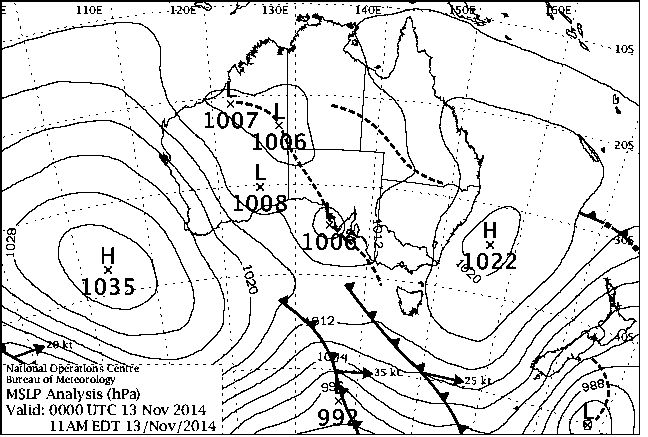 110E 120E 130E 140E 150E 160E
10S
L
1007 L
1006
20S
L
1008
1028
H
1035
1012
L
1006
H
1022
1020
30S
1020
1012
40S
20 kt
1004
35 kt
25 kt
988
992
L
National Operations Centre
Bureau of Meteorology
MSLP Analysis (hPa)
Valid: 0000 UTC 13 Nov 2014
11AM EDT 13/Nov/2014